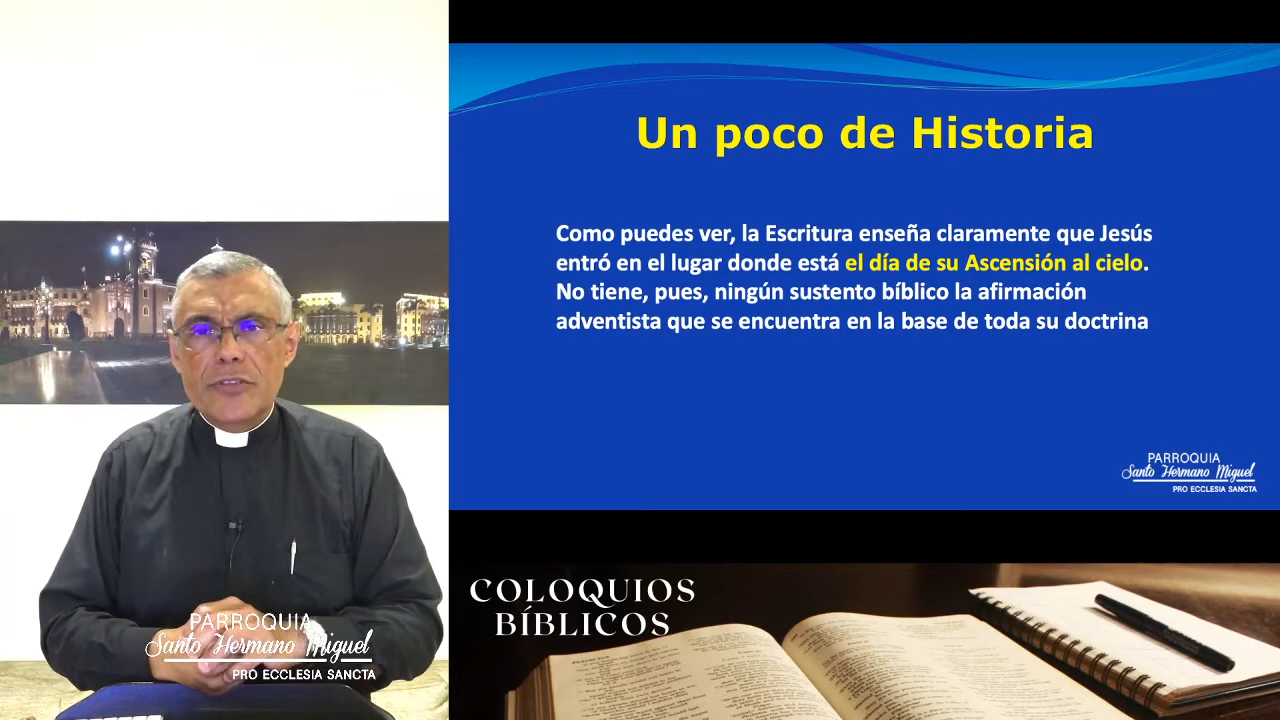 Un poco de Historia
Como puedes ver, la Escritura enseña claramente que Jesús
entró en el lugar donde está el día de su Ascensión al cielo.
No tiene, pues, ningún sustento bíblico la afirmación
adventista que se encuentra en la base de toda su doctrina
PARROQUIA
Santo Hermano Miguel
PRO ECCLESIA SANCTA
COLOQUIOS
BÍBLICOS
PARROQUIA
Santo Hermano Miguel
PRO ECCLESIA SANCTA